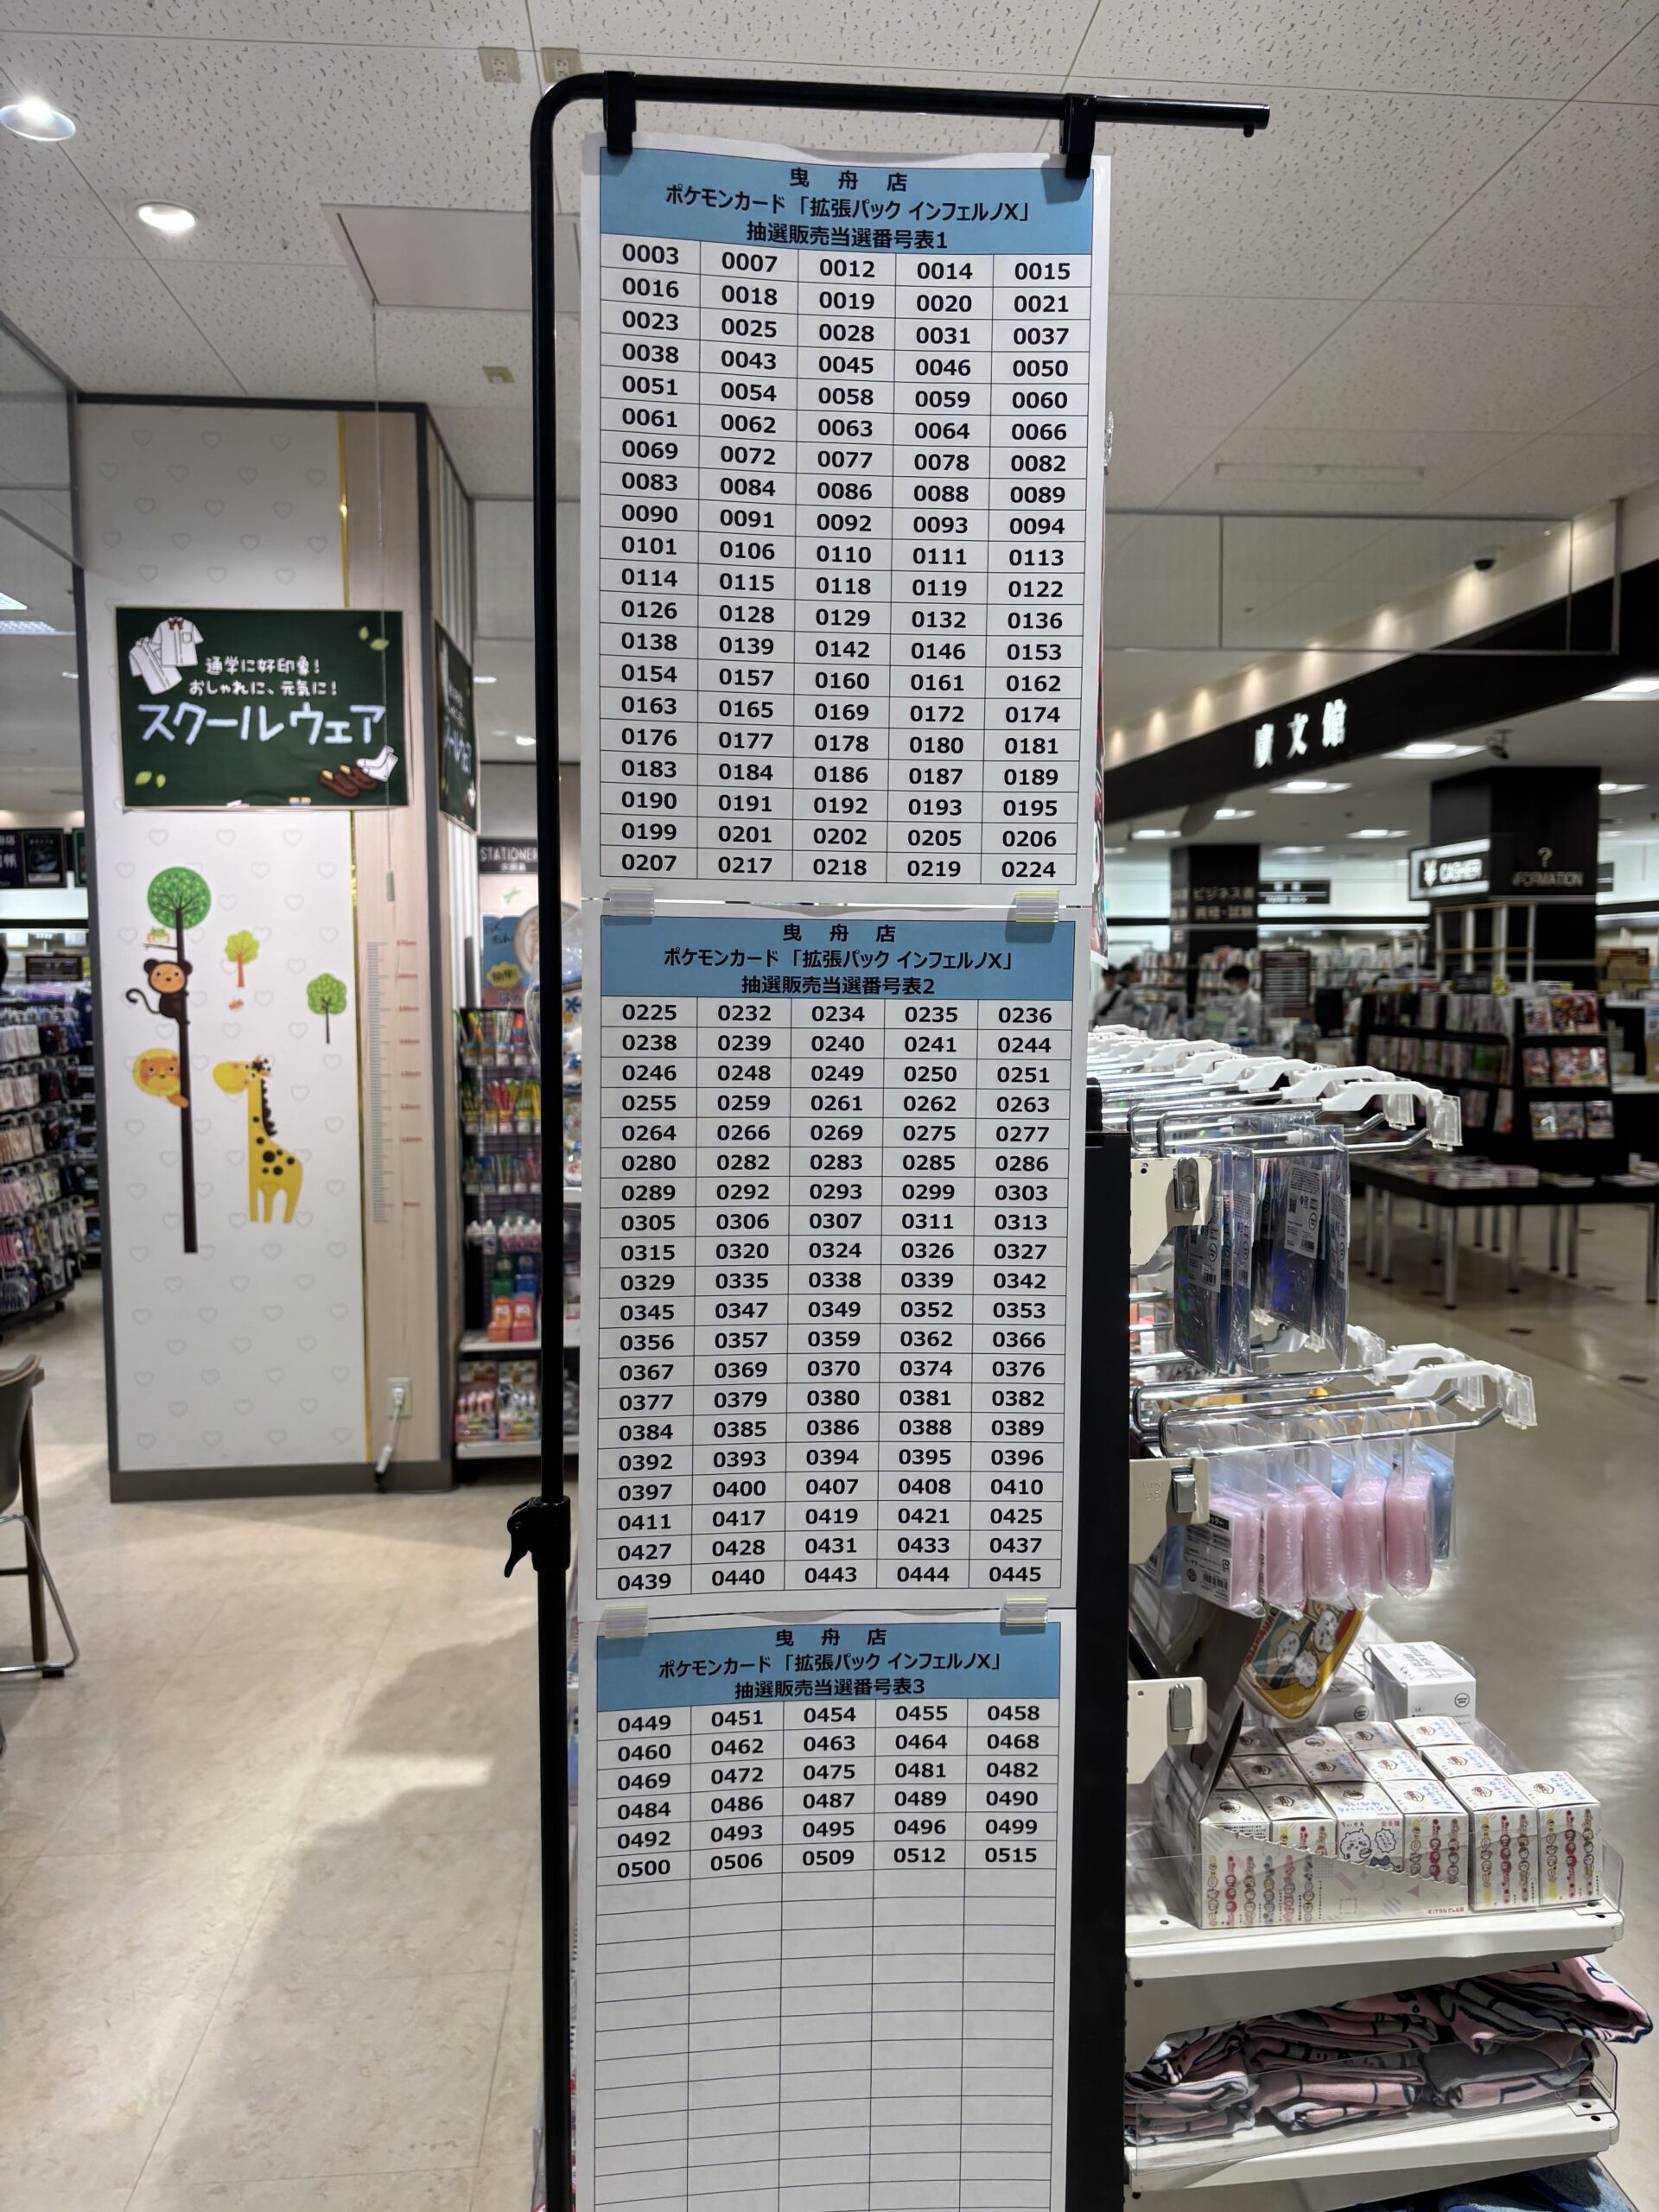 曳 舟 店
ポケモンカード「拡張パック インフェルノX」
抽選販売当選番号表1
0003 0007 0012 0014 0015
0016 0018 0019 0020 0021
0023 0025 0028 0031 0037
0038 0043 0045 0046 0050
0051 0054 0058 0059 0060
0061 0062 0063 0064 0066
0069 0072 0077 0078 0082
0083 0084 0086 0088 0089
0090 0091 0092 0093 0094
0101 0106 0110 0111 0113
0114 0115 0118 0119 0122
0126 0128 0129 0132 0136
0138 0139 0142 0146 0153
0154 0157 0160 0161 0162
0163 0165 0169 0172 0174
0176 0177 0178 0180 0181
0183 0184 0186 0187 0189
0190 0191 0192 0193 0195
0199 0201 0202 0205 0206
0207 0217 0218 0219 0224
曳 舟 店
ポケモンカード「拡張パック インフェルノX」
抽選販売当選番号表2
0225 0232 0234 0235 0236
0238 0239 0240 0241 0244
0246 0248 0249 0250 0251
0255 0259 0261 0262 0263
0264 0266 0269 0275 0277
0280 0282 0283 0285 0286
0289 0292 0293 0299 0303
0305 0306 0307 0311 0313
0315 0320 0324 0326 0327
0329 0335 0338 0339 0342
0345 0347 0349 0352 0353
0356 0357 0359 0362 0366
0367 0369 0370 0374 0376
0377 0379 0380 0381 0382
0384 0385 0386 0388 0389
0392 0393 0394 0395 0396
0397 0400 0407 0408 0410
0411 0417 0419 0421 0425
0427 0428 0431 0433 0437
0439 0440 0443 0444 0445
曳 舟 店
ポケモンカード「拡張パック インフェルノX」
抽選販売当選番号表3
0449 0451 0454 0455 0458
0460 0462 0463 0464 0468
0469 0472 0475 0481 0482
0484 0486 0487 0489 0490
0492 0493 0495 0496 0499
0500 0506 0509 0512 0515
通学に好印象!
おしゃれに、元気に!
スクールウェア
STATIONER
廣文館
CASHIER
?
INFORMATION
ビジネス書
資格・試験